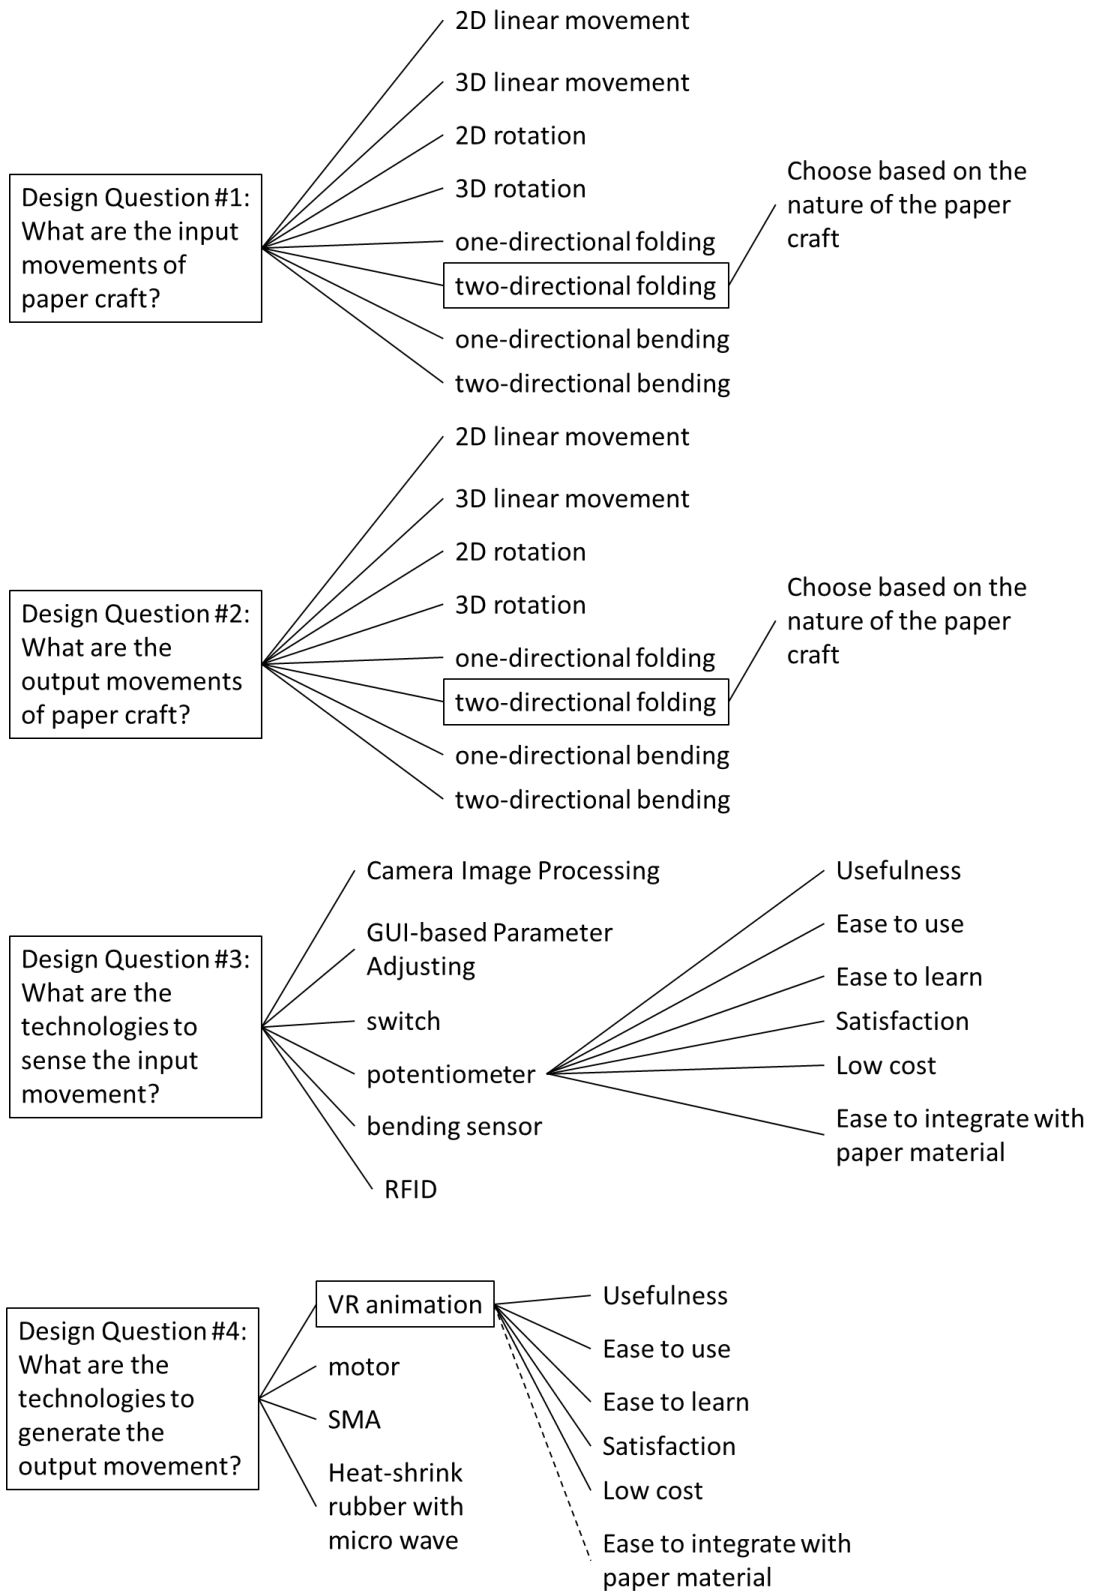 Design Question #1:
What are the input
movements of
paper craft?
2D linear movement
3D linear movement
2D rotation
3D rotation
one-directional folding
two-directional folding
one-directional bending
two-directional bending
Choose based on the
nature of the paper
craft
Design Question #2:
What are the
output movements
of paper craft?
2D linear movement
3D linear movement
2D rotation
3D rotation
one-directional folding
two-directional folding
one-directional bending
two-directional bending
Choose based on the
nature of the paper
craft
Design Question #3:
What are the
technologies to
sense the input
movement?
Camera Image Processing
GUI-based Parameter
Adjusting
switch
potentiometer
bending sensor
RFID
Usefulness
Ease to use
Ease to learn
Satisfaction
Low cost
Ease to integrate with
paper material
Design Question #4:
What are the
technologies to
generate the
output movement?
VR animation
motor
SMA
Heat-shrink
rubber with
micro wave
Usefulness
Ease to use
Ease to learn
Satisfaction
Low cost
Ease to integrate with
paper material